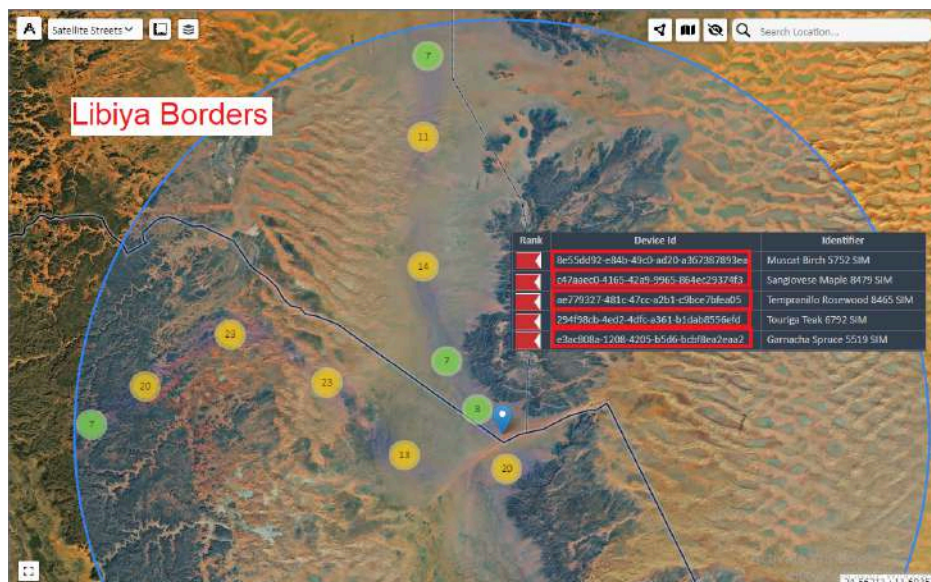 Satellite Streets
Search Location...
Libiya Borders
7
11
14
Rank Device Id Identifier
8e55dd92-e84b-49c0-ad20-a367387893ea Muscat Birch 5752 SIM
c47aaec0-4165-42a9-9965-864ec29374f3 Sangiovese Maple 8479 SIM
ae779327-481c-47cc-a2b1-c9bce7bfea05 Tempranillo Rosewood 8465 SIM
294f98cb-4ed2-4dfc-a361-b1dab8556efd Touriga Teak 6792 SIM
e3ac808a-1208-4205-b5d6-bcbf8ea2eaa2 Garnacha Spruce 5519 SIM
23
7
20
23
8
7
13
20